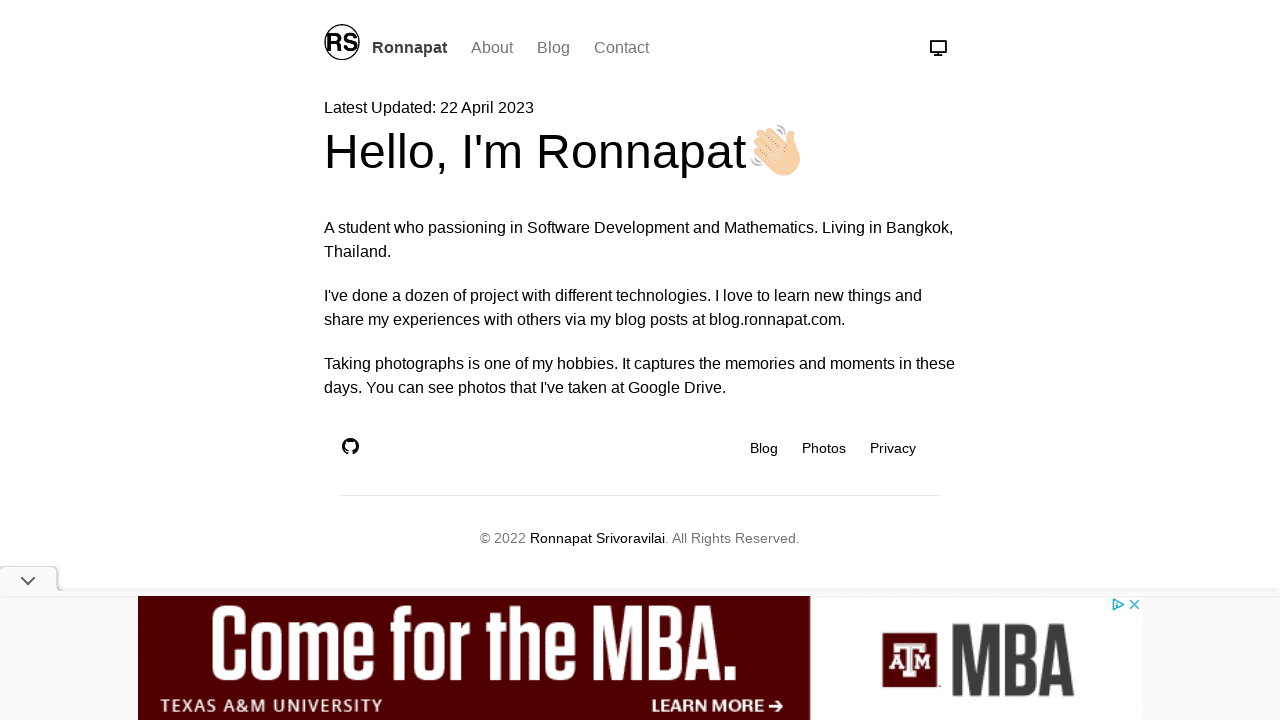 RS Ronnapat About Blog Contact
Latest Updated: 22 April 2023
Hello, I'm Ronnapat
A student who passioning in Software Development and Mathematics. Living in Bangkok,
Thailand.
I've done a dozen of project with different technologies. I love to learn new things and
share my experiences with others via my blog posts at blog.ronnapat.com.
Taking photographs is one of my hobbies. It captures the memories and moments in these
days. You can see photos that I've taken at Google Drive.
Blog Photos Privacy
© 2022 Ronnapat Srivoravilai. All Rights Reserved.
Come for the MBA.
TEXAS A&M UNIVERSITY LEARN MORE
ATM MBA